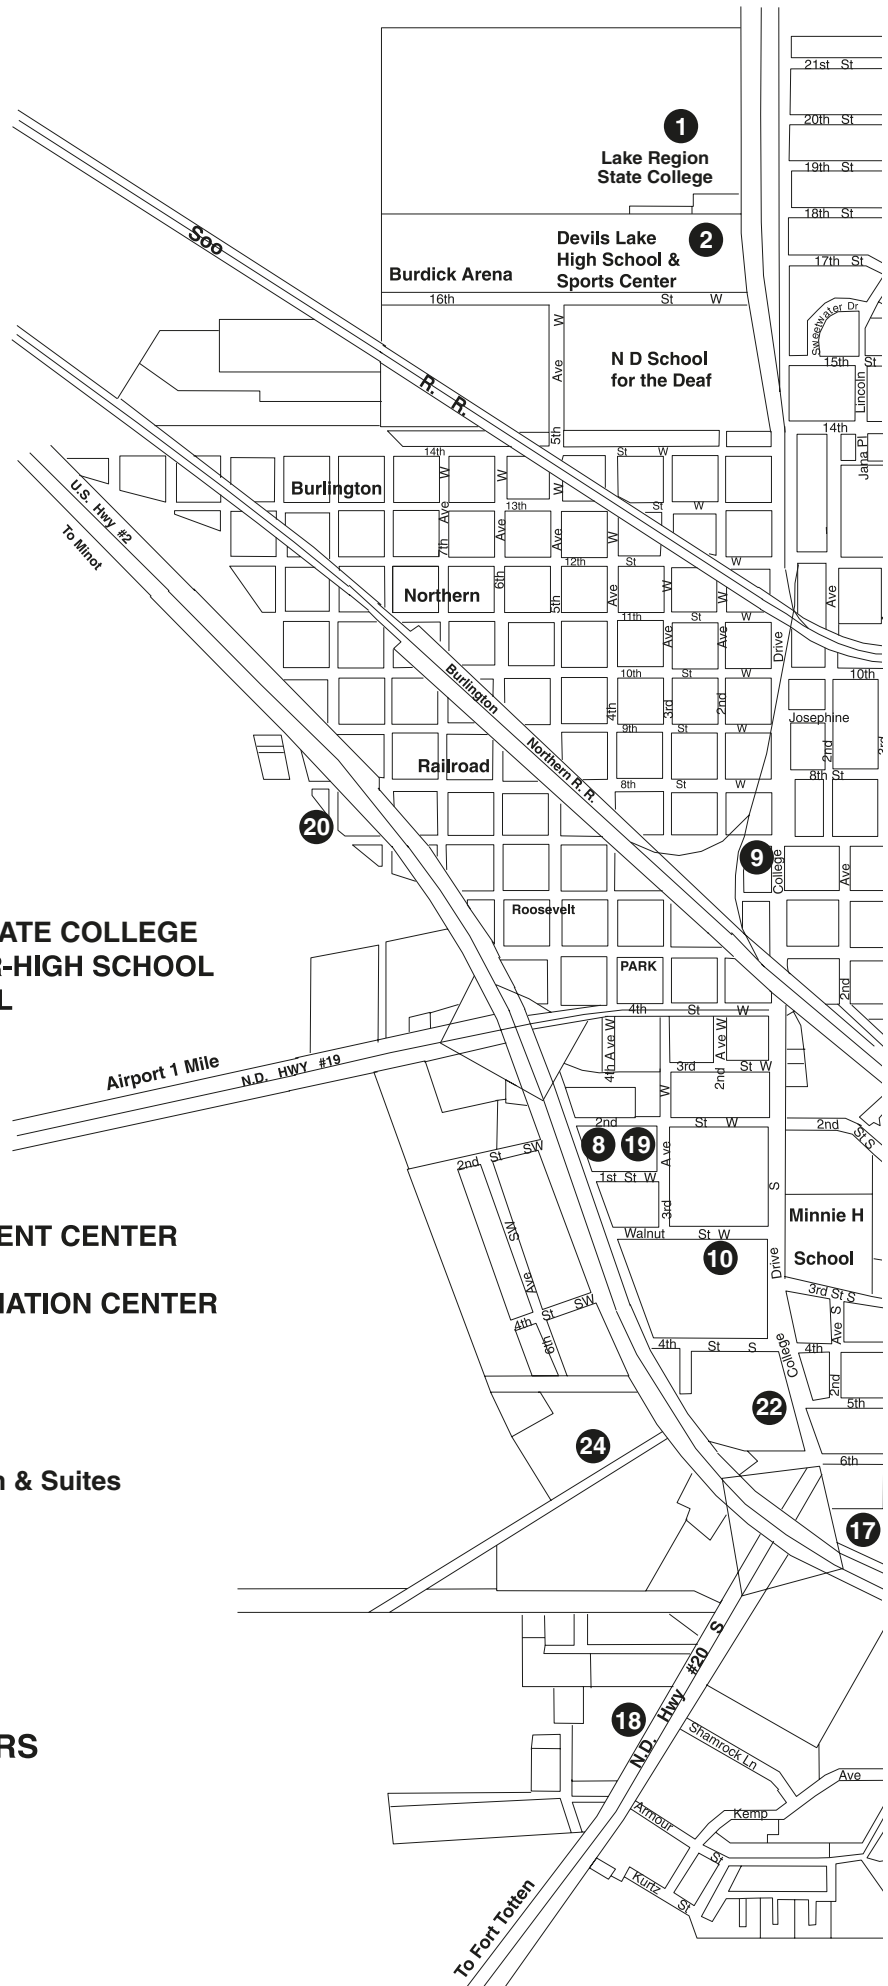 21st St
20th St
1
19th St
Lake Region
State College
18th St
2
Devils Lake
High School &
Sports Center
Soo
17th St
Burdick Arena
16th St W
Sweetwater Dr
N D School
for the Deaf
15th St
Lincoln
R. R.
5th Ave W
14th
14th St W
Jana Pl
U.S. Hwy #2
To Minot
Burlington
13th St W
7th Ave W
6th Ave W
5th Ave W
12th St W
Northern
4th Ave W
3rd Ave W
2nd Ave W
Ave
11th St W
Drive
10th St W
10th
Burlington
Northern R. R.
Josephine
9th St W
2nd
3rd
Railroad
8th St W
8th St
20
9
College
Ave
Roosevelt
ATE COLLEGE
R-HIGH SCHOOL
L
PARK
2nd
4th St W
Airport 1 Mile
N.D. HWY #19
4th Ave W
2nd Ave W
3rd St W
2nd St W
2nd St S
8
19
3rd Ave W
2nd St SW
1st St W
Minnie H
School
ENT CENTER
Walnut St W
10
Drive S
SW
6th Ave
3rd St S
MATION CENTER
4th St SW
Ave S
2nd
4th St S
College
4th
22
5th
24
6th
n & Suites
17
18
N.D. Hwy #20 S
RS
Shamrock Ln
Ave
Kemp
Armour St
Kurtz St
To Fort Totten